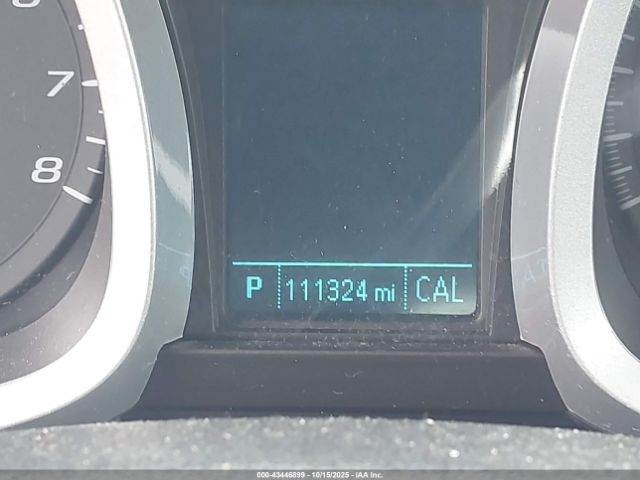 7
8
P 111324 mi CAL
000-43446899 - 10/15/2025 - IAA Inc.